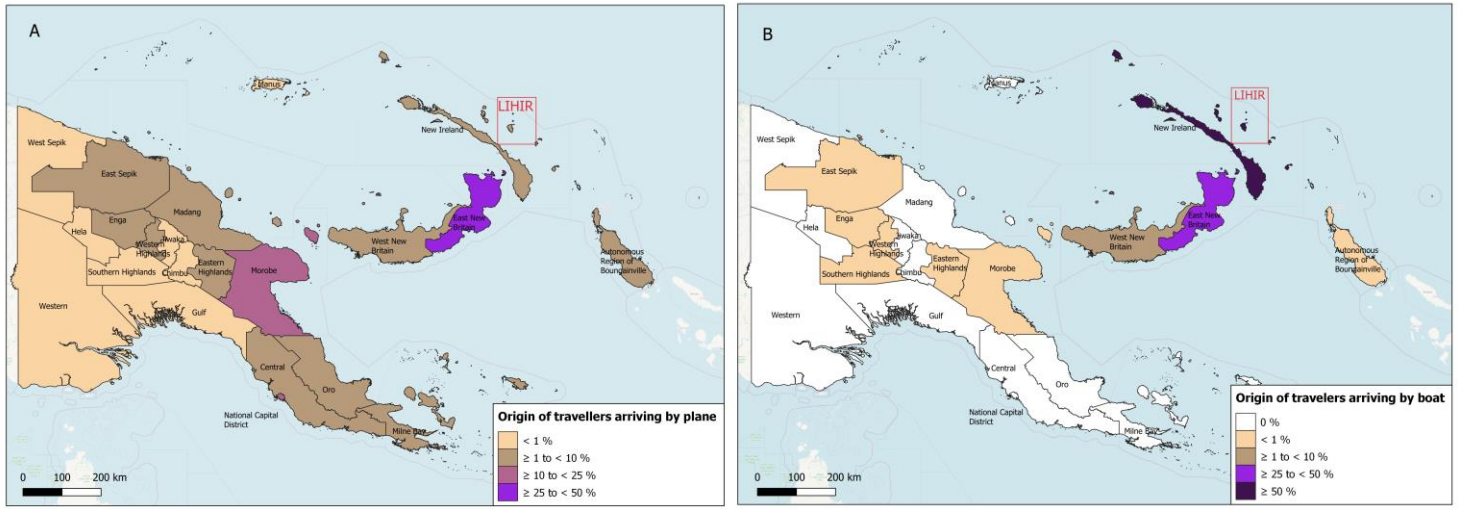 A
Manus
LIHIR
New Ireland
West Sepik
East Sepik
Madang
Enga
Hela
Jiwaka
Western
Highlands
East New
Britain
West New
Britain
Southern Highlands
Chimbu
Eastern
Highlands
Morobe
Autonomous
Region of
Boungainville
Western
Gulf
Central
Oro
National Capital
District
Milne Bay
Origin of travellers arriving by plane
< 1 %
≥ 1 to < 10 %
≥ 10 to < 25 %
≥ 25 to < 50 %
0 100 200 km
B
Manus
LIHIR
New Ireland
West Sepik
East Sepik
Madang
Enga
Hela
Jiwaka
Western
Highlands
East New
Britain
West New
Britain
Southern Highlands
Chimbu
Eastern
Highlands
Morobe
Autonomous
Region of
Boungainville
Western
Gulf
Central
Oro
National Capital
District
Milne Bay
Origin of travelers arriving by boat
0 %
< 1 %
≥ 1 to < 10 %
≥ 25 to < 50 %
≥ 50 %
0 100 200 km